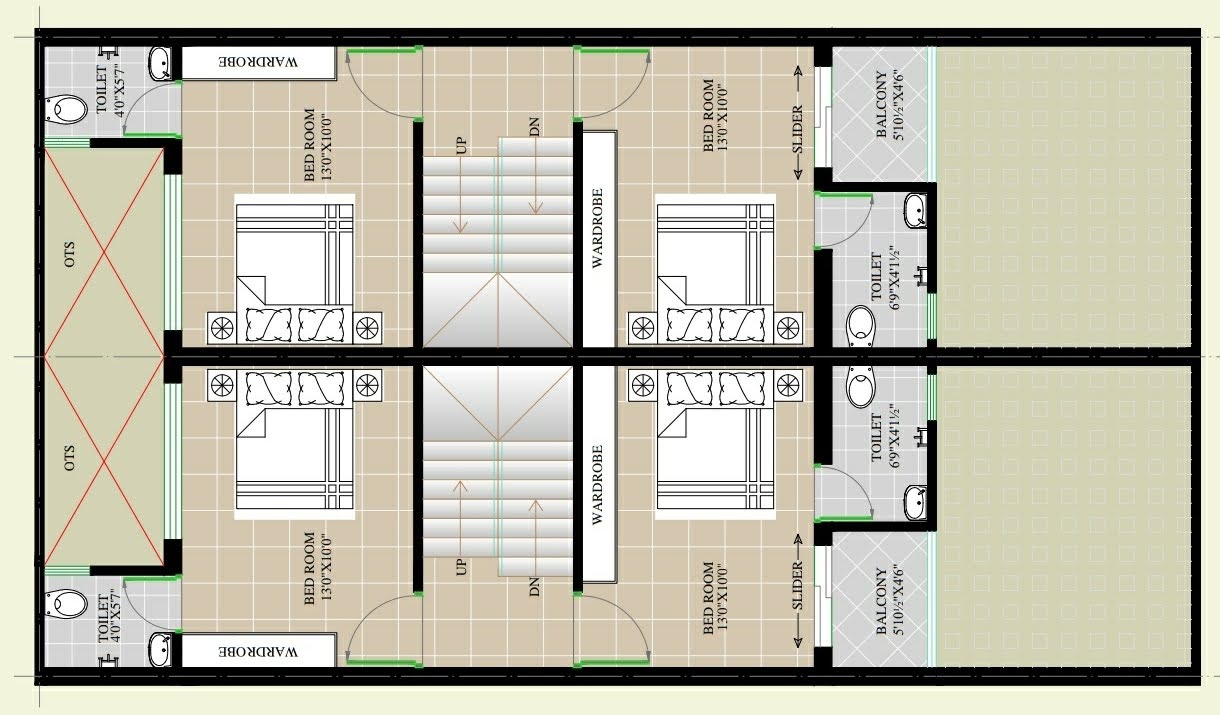 TOILET
4'0"X5'7"
WARDROBE
BED ROOM
13'0"X10'0"
UP
DN
WARDROBE
BED ROOM
13'0"X10'0"
SLIDER
BALCONY
5'10½"X4'6"
OTS
TOILET
6'9"X4'1½"
OTS
TOILET
6'9"X4'1½"
WARDROBE
UP
DN
BED ROOM
13'0"X10'0"
BED ROOM
13'0"X10'0"
SLIDER
BALCONY
5'10½"X4'6"
TOILET
4'0"X5'7"
WARDROBE